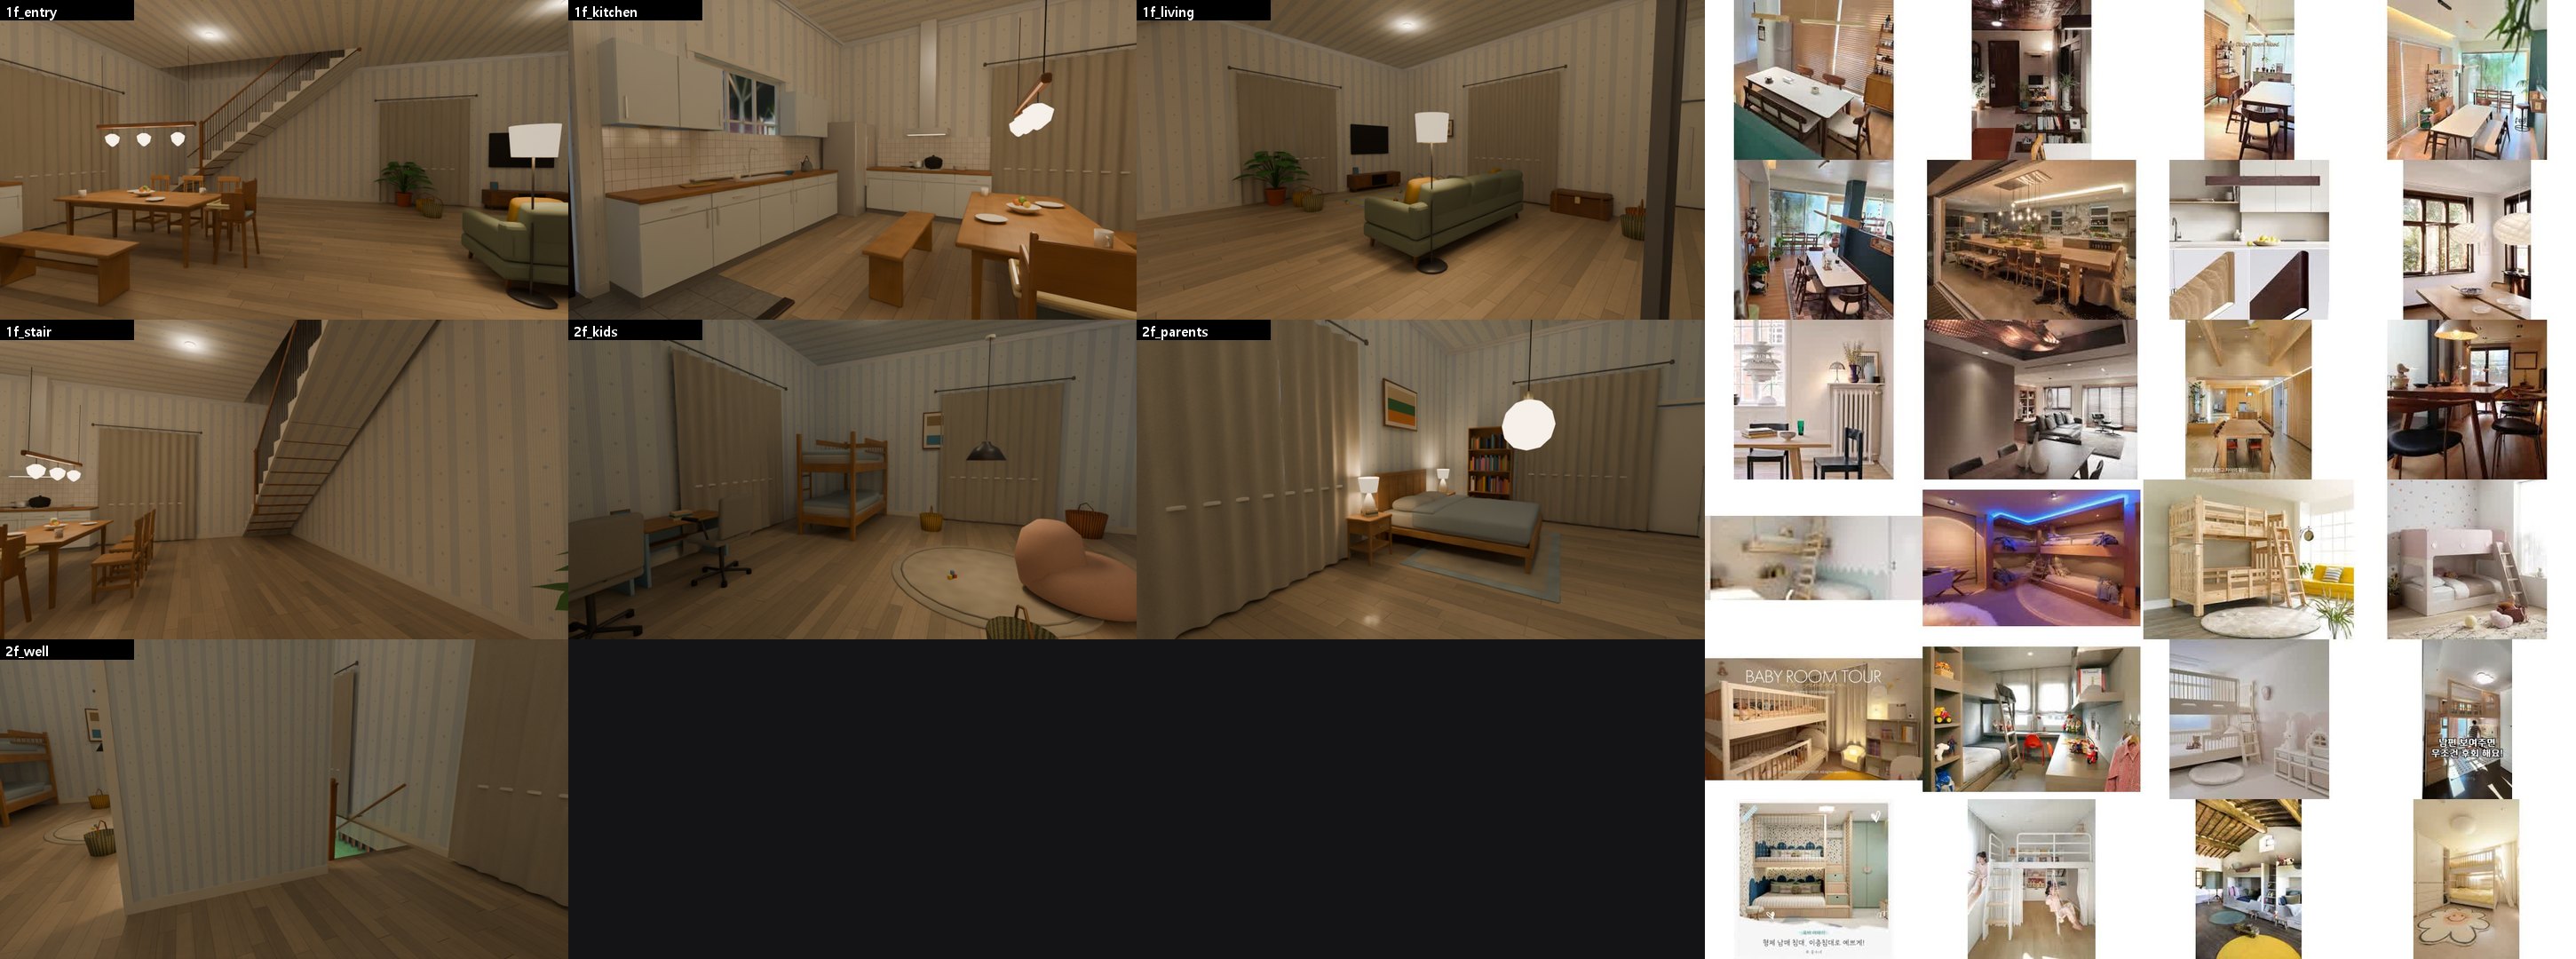 1f_entry
1f_kitchen
1f_living
1f_stair
2f_kids
2f_parents
2f_well
BABY ROOM TOUR
남편 보여주면
무조건 후회 해요!
형제 남매 침대, 이층침대로 예쁘게!